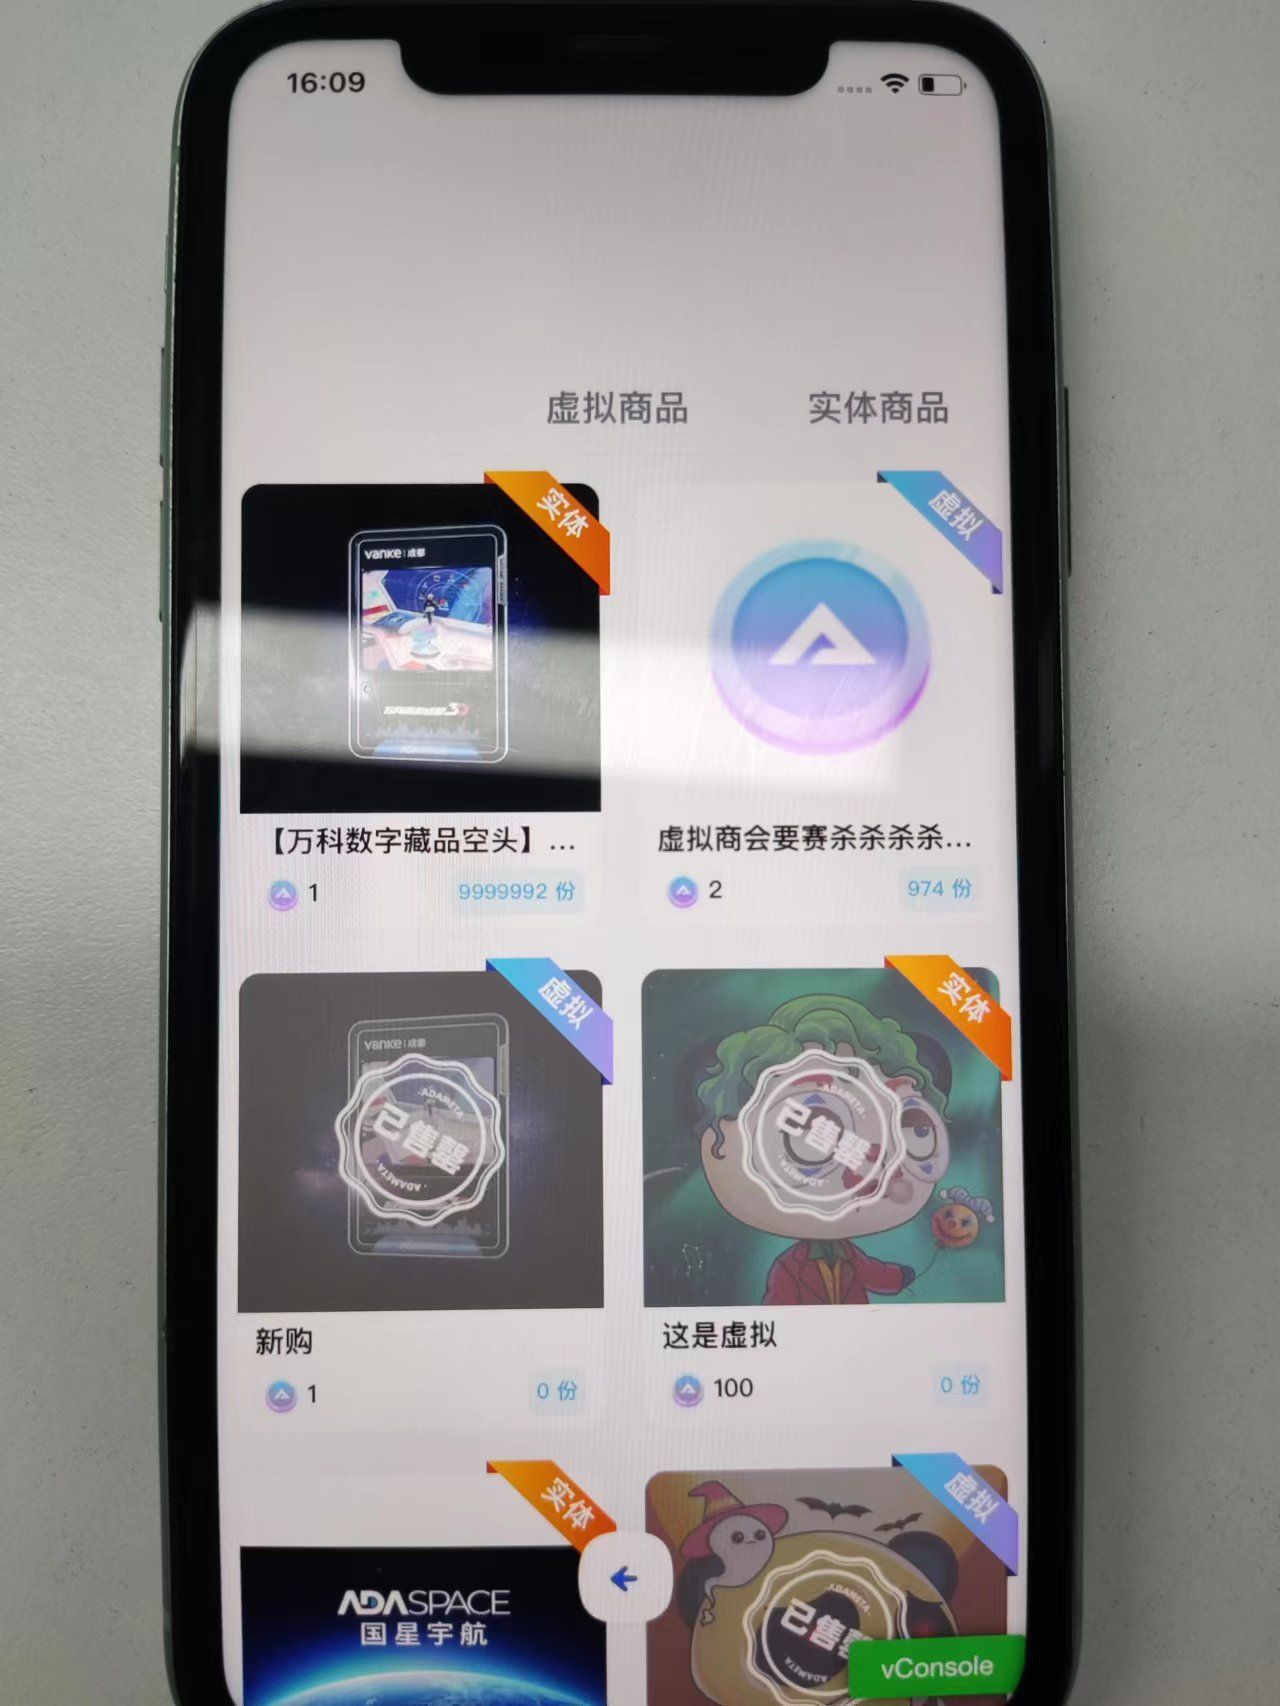 16:09
虚拟商品 实体商品
实体
虚拟
vanke 成都
【万科数字藏品空头】...
虚拟商会要赛杀杀杀杀...
1
9999992 份
2
974 份
虚拟
实体
vanke 成都
·ADAMETA·
已售罄
·ADAMETA·
·ADAMETA·
已售罄
·ADAMETA·
新购
这是虚拟
1
0 份
100
0 份
实体
虚拟
ADASPACE
国星宇航
·ADAMETA·
已售罄
ADAMETA
vConsole